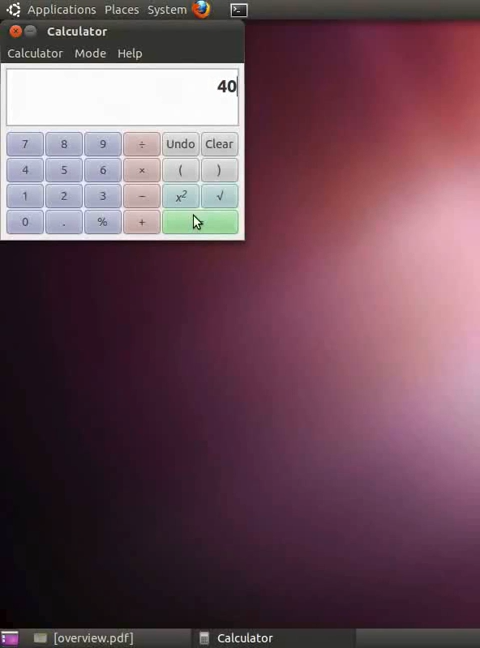 Applications Places System
Calculator
Calculator Mode Help
40
7 8 9 ÷ Undo Clear
4 5 6 × ( )
1 2 3 − x² √
0 . % +
[overview.pdf] Calculator